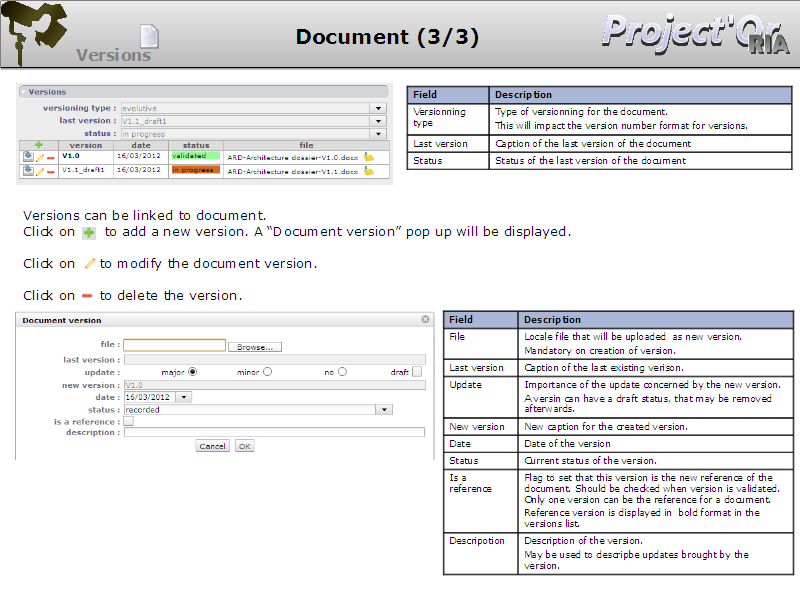 Versions
Document (3/3)
Project'Or
RIA
Versions
versioning type : evolutive
last version : V1.1_draft1
status : in progress
version date status file
V1.0 16/03/2012 validated ARD-Architecture dossier-V1.0.docx
V1.1_draft1 16/03/2012 in progress ARD-Architecture dossier-V1.1.docx
Field Description
Versionning
type
Type of versionning for the document.
This will impact the version number format for versions.
Last version Caption of the last version of the document
Status Status of the last version of the document
Versions can be linked to document.
Click on to add a new version. A “Document version” pop up will be displayed.
Click on to modify the document version.
Click on to delete the version.
Document version
file : Browse...
last version :
update : major minor no draft
new version : V1.0
date : 16/03/2012
status : recorded
is a reference :
description :
Cancel OK
Field Description
File Locale file that will be uploaded as new version.
Mandatory on creation of version.
Last version Caption of the last existing verison.
Update Importance of the update concerned by the new version.
A versin can have a draft status, that may be removed
afterwards.
New version New caption for the created version.
Date Date of the version
Status Current status of the version.
Is a
reference
Flag to set that this version is the new reference of the
document. Should be checked when version is validated.
Only one version can be the reference for a document.
Reference version is displayed in bold format in the
versions list.
Descripotion Description of the version.
May be used to descripbe updates brought by the
version.